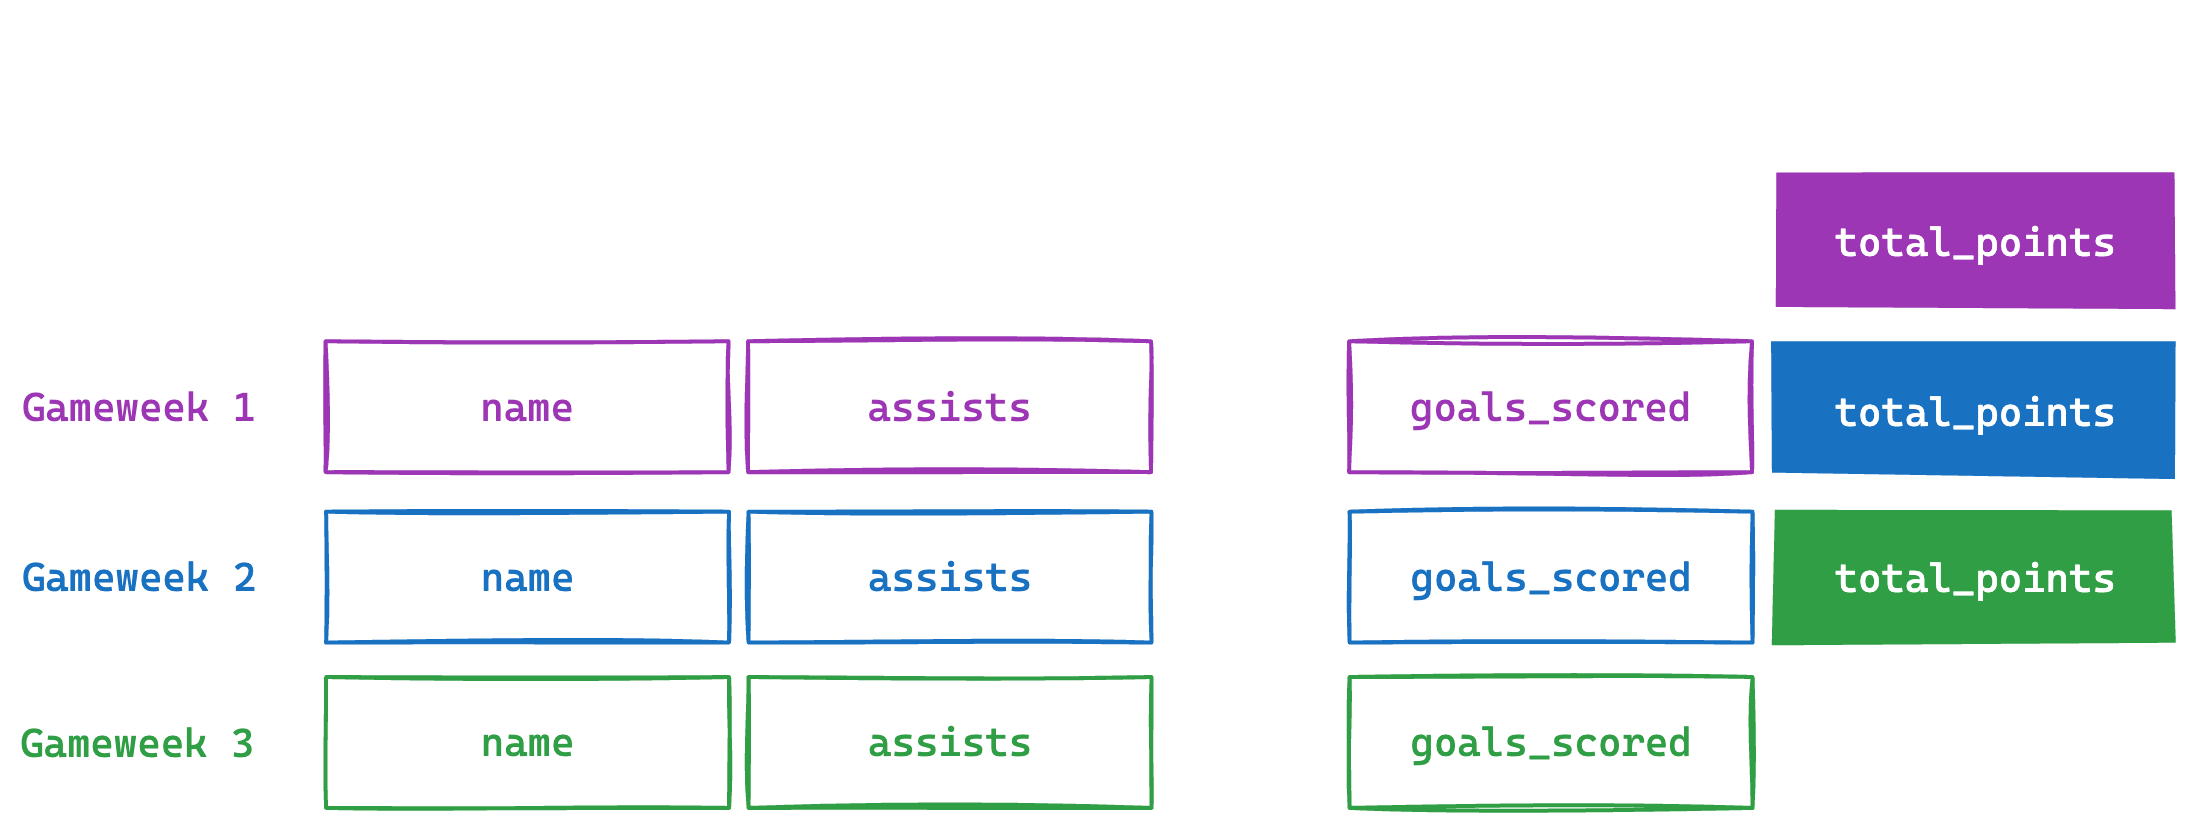 total_points
Gameweek 1 name assists goals_scored total_points
Gameweek 2 name assists goals_scored total_points
Gameweek 3 name assists goals_scored